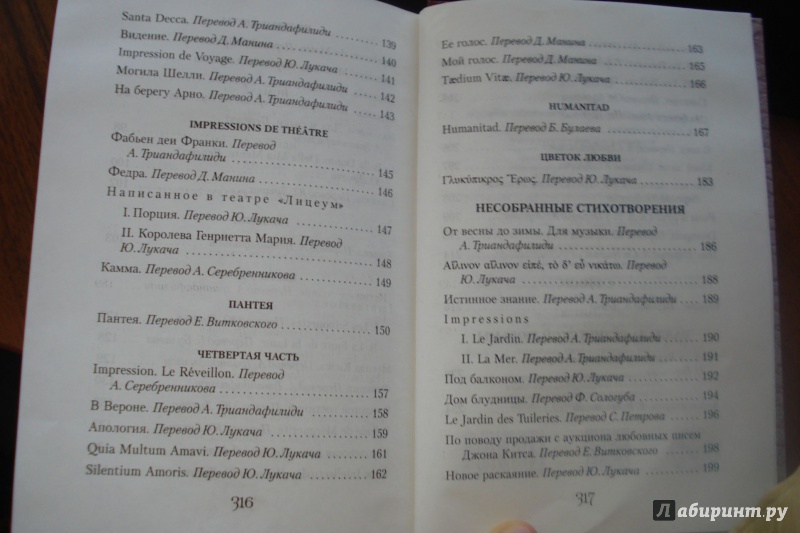 Santa Decca. Перевод А. Триандафилиди 139
Видение. Перевод Д. Манина 140
Impression de Voyage. Перевод Ю. Лукача 141
Могила Шелли. Перевод А. Триандафилиди 142
На берегу Арно. Перевод А. Триандафилиди 143
IMPRESSIONS DE THÉÂTRE
Фабьен деи Франки. Перевод
А. Триандафилиди 145
Федра. Перевод Д. Манина 146
Написанное в театре «Лицеум»
I. Порция. Перевод Ю. Лукача 147
II. Королева Генриетта Мария. Перевод
Ю. Лукача 148
Камма. Перевод А. Серебренникова 149
ПАНТЕЯ
Пантея. Перевод Е. Витковского 150
ЧЕТВЕРТАЯ ЧАСТЬ
Impression. Le Réveillon. Перевод
А. Серебренникова 157
В Вероне. Перевод А. Триандафилиди 158
Апология. Перевод Ю. Лукача 159
Quia Multum Amavi. Перевод Ю. Лукача 161
Silentium Amoris. Перевод Ю. Лукача 162
316
Ее голос. Перевод Д. Манина 163
Мой голос. Перевод Д. Манина 165
Tædium Vitæ. Перевод Ю. Лукача 166
HUMANITAD
Humanitad. Перевод Б. Булаева 167
ЦВЕТОК ЛЮБВИ
Γλυκύπικρος Ἔρως. Перевод Ю. Лукача 183
НЕСОБРАННЫЕ СТИХОТВОРЕНИЯ
От весны до зимы. Для музыки. Перевод
А. Триандафилиди 186
Αἴλινον αἴλινον εἰπέ, τὸ δ’ εὖ νικάτω. Перевод
Ю. Лукача 188
Истинное знание. Перевод А. Триандафилиди 189
Impressions
I. Le Jardin. Перевод А. Триандафилиди 190
II. La Mer. Перевод А. Триандафилиди 191
Под балконом. Перевод Ю. Лукача 192
Дом блудницы. Перевод Ф. Сологуба 194
Le Jardin des Tuileries. Перевод С. Петрова 196
По поводу продажи с аукциона любовных писем
Джона Китса. Перевод Е. Витковского 198
Новое раскаяние. Перевод Ю. Лукача 199
317
Лабиринт.ру